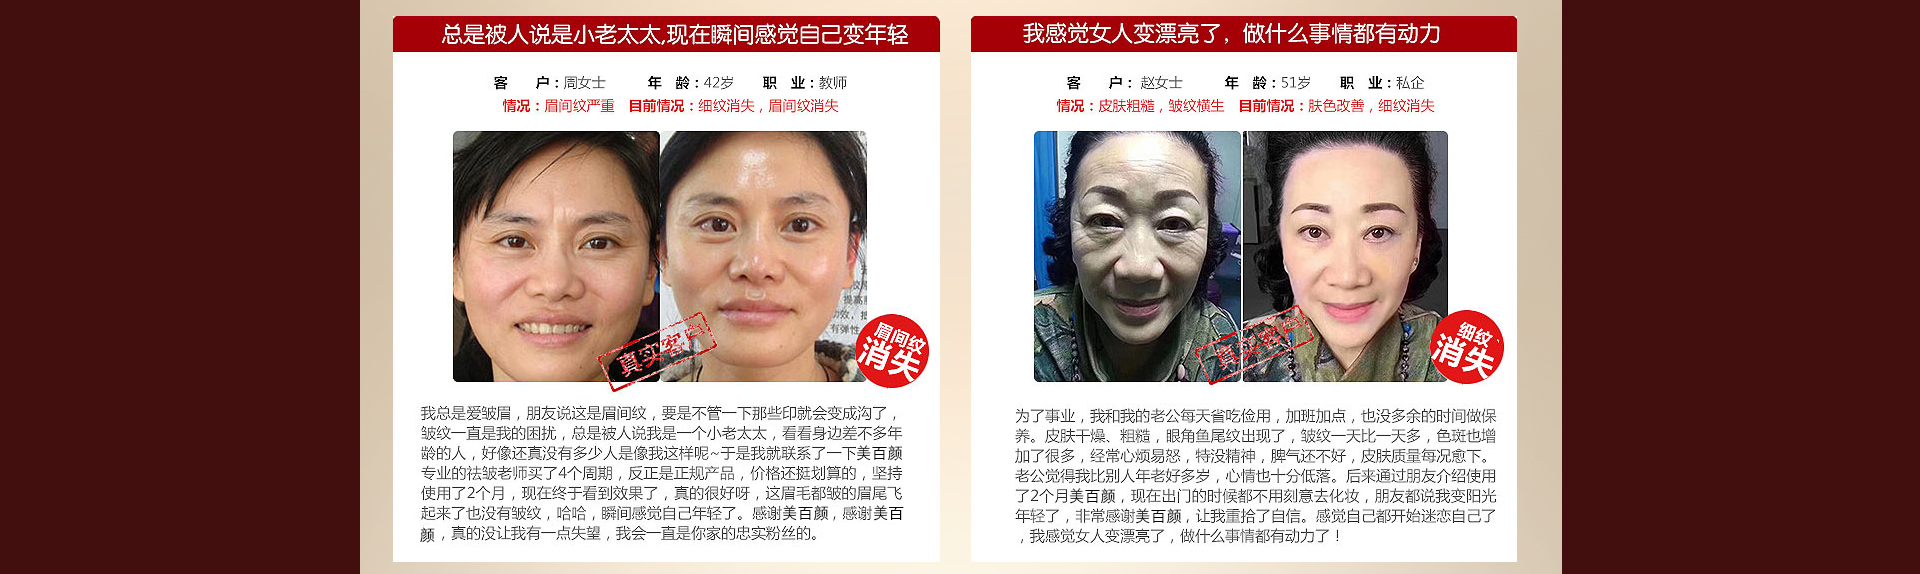 总是被人说是小老太太,现在瞬间感觉自己变年轻
客 户：周女士 年 龄：42岁 职 业：教师
情况：眉间纹严重 目前情况：细纹消失，眉间纹消失
真实客户
眉间纹
消失
我总是爱皱眉，朋友说这是眉间纹，要是不管一下那些印就会变成沟了，
皱纹一直是我的困扰，总是被人说我是一个小老太太，看看身边差不多年
龄的人，好像还真没有多少人是像我这样呢~于是我就联系了一下美百颜
专业的祛皱老师买了4个周期，反正是正规产品，价格还挺划算的，坚持
使用了2个月，现在终于看到效果了，真的很好呀，这眉毛都皱的眉尾飞
起来了也没有皱纹，哈哈，瞬间感觉自己年轻了。感谢美百颜，感谢美百
颜，真的没让我有一点失望，我会一直是你家的忠实粉丝的。
我感觉女人变漂亮了，做什么事情都有动力
客 户：赵女士 年 龄：51岁 职 业：私企
情况：皮肤粗糙，皱纹横生 目前情况：肤色改善，细纹消失
真实客户
细纹
消失
为了事业，我和我的老公每天省吃俭用，加班加点，也没多余的时间做保
养。皮肤干燥、粗糙，眼角鱼尾纹出现了，皱纹一天比一天多，色斑也增
加了很多，经常心烦易怒，特没精神，脾气还不好，皮肤质量每况愈下。
老公觉得我比别人年老好多岁，心情也十分低落。后来通过朋友介绍使用
了2个月美百颜，现在出门的时候都不用刻意去化妆，朋友都说我变阳光
年轻了，非常感谢美百颜，让我重拾了自信。感觉自己都开始迷恋自己了
，我感觉女人变漂亮了，做什么事情都有动力了！